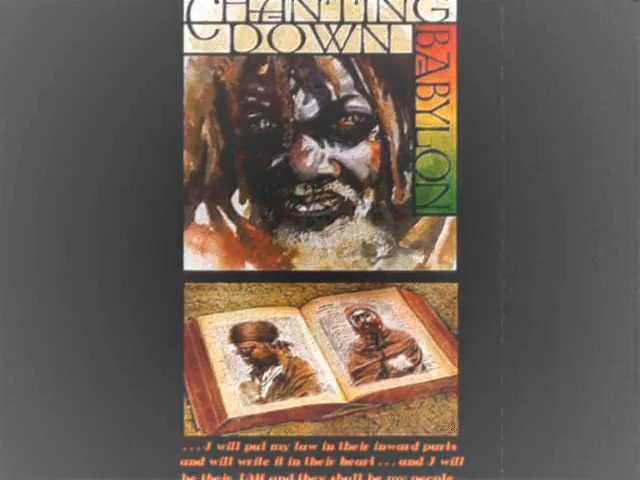 CHANTING
DOWN
BABYLON
...I will put my law in their inward parts
and will write it in their heart...and I will
be their JAH and they shall be my people